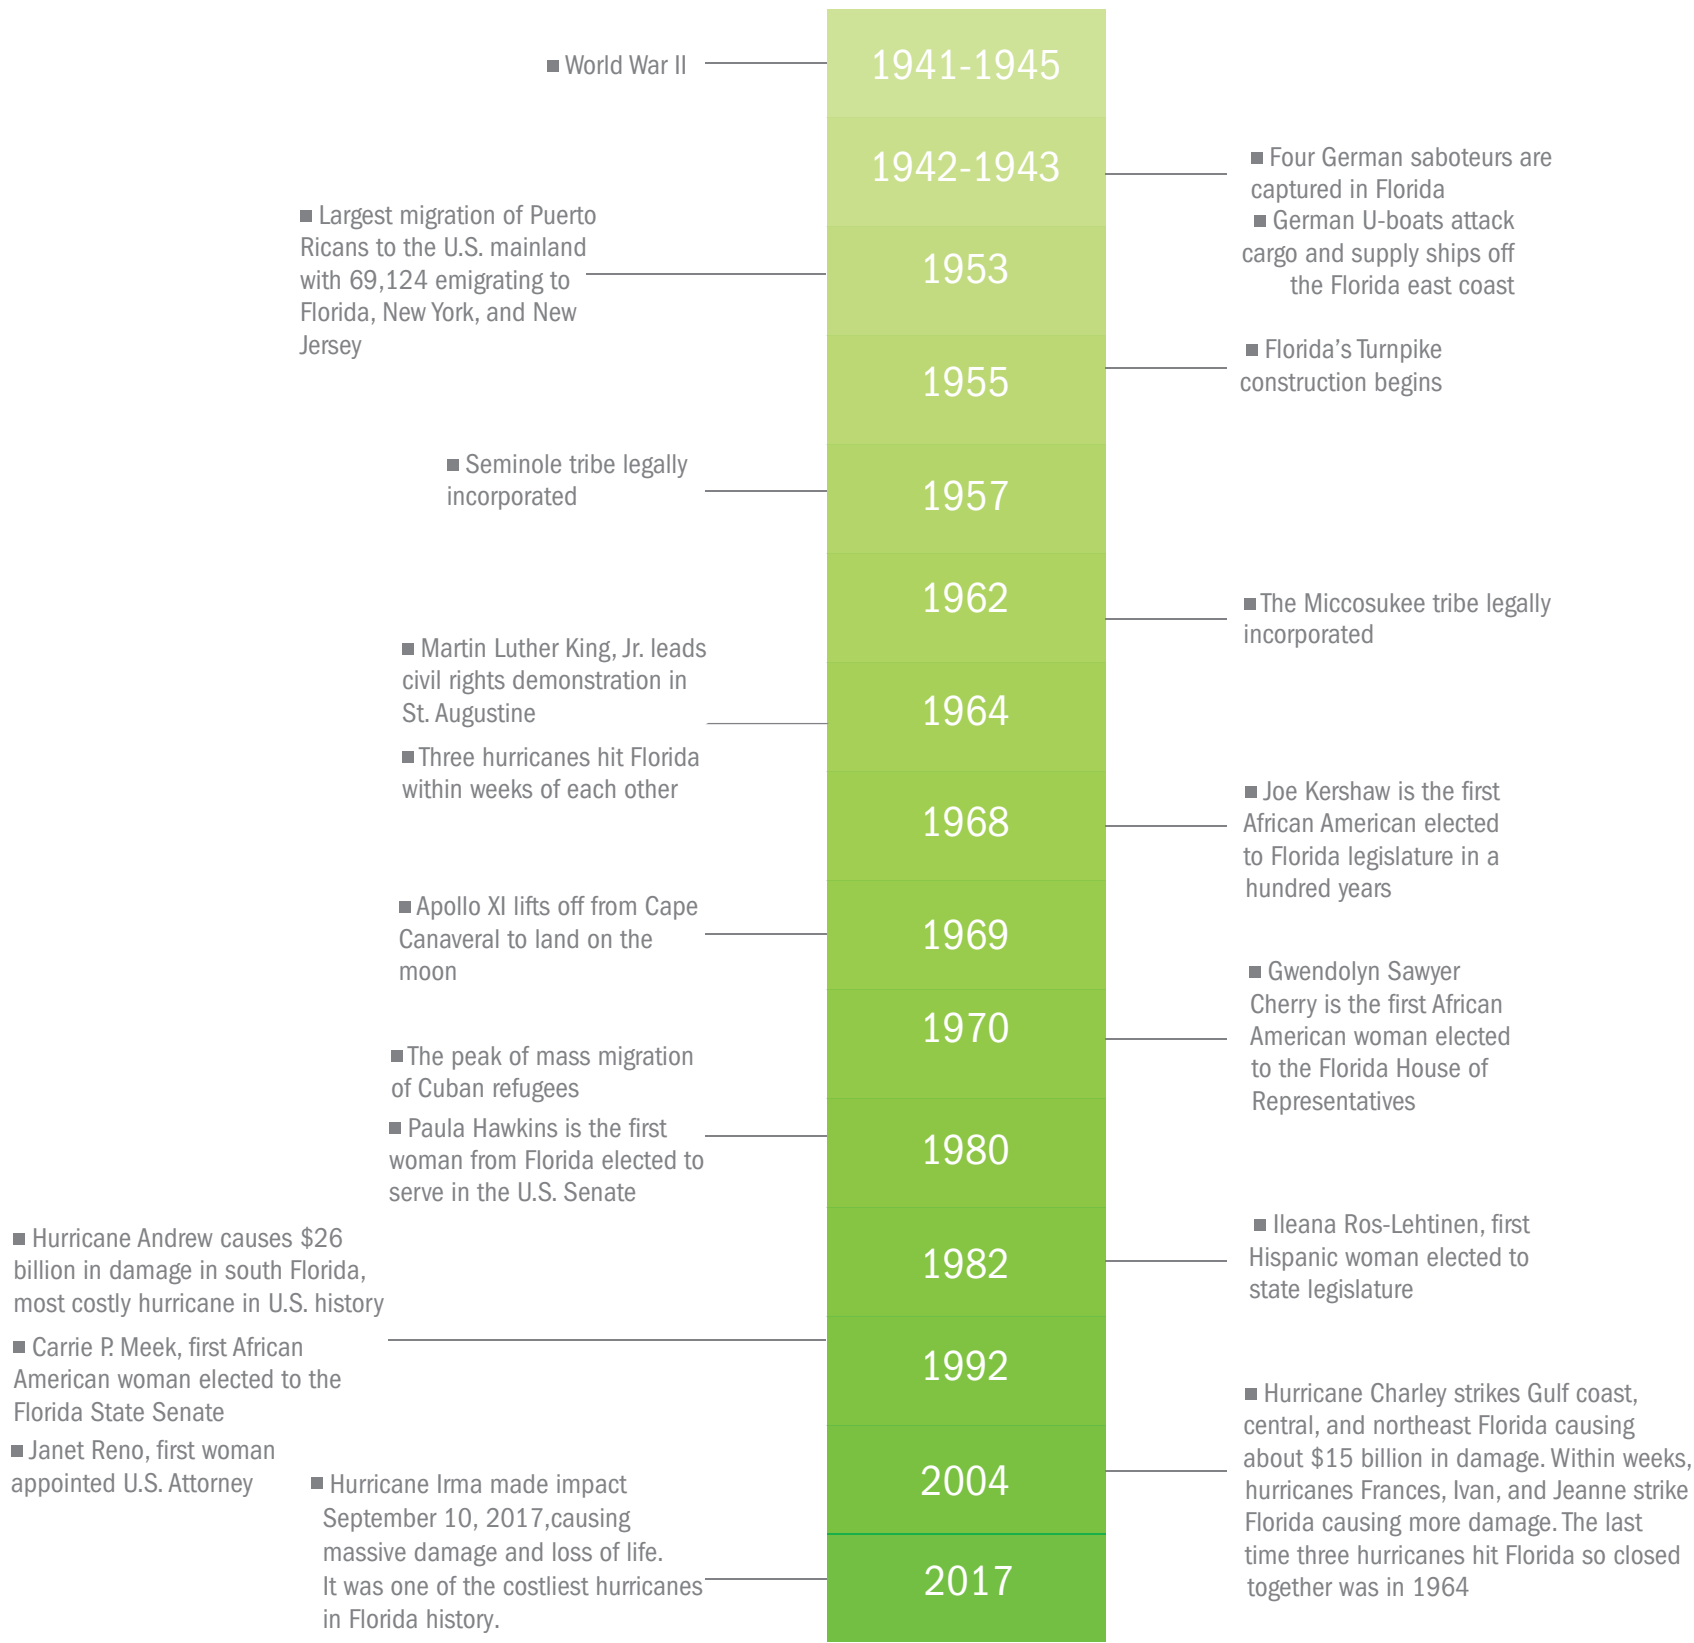 1941-1945
■ World War II
1942-1943
■ Four German saboteurs are
captured in Florida
■ German U-boats attack
cargo and supply ships off
the Florida east coast
1953
■ Largest migration of Puerto
Ricans to the U.S. mainland
with 69,124 emigrating to
Florida, New York, and New
Jersey
1955
■ Florida’s Turnpike
construction begins
1957
■ Seminole tribe legally
incorporated
1962
■ The Miccosukee tribe legally
incorporated
1964
■ Martin Luther King, Jr. leads
civil rights demonstration in
St. Augustine
■ Three hurricanes hit Florida
within weeks of each other
1968
■ Joe Kershaw is the first
African American elected
to Florida legislature in a
hundred years
1969
■ Apollo XI lifts off from Cape
Canaveral to land on the
moon
1970
■ Gwendolyn Sawyer
Cherry is the first African
American woman elected
to the Florida House of
Representatives
1980
■ The peak of mass migration
of Cuban refugees
■ Paula Hawkins is the first
woman from Florida elected to
serve in the U.S. Senate
1982
■ Ileana Ros-Lehtinen, first
Hispanic woman elected to
state legislature
1992
■ Hurricane Andrew causes $26
billion in damage in south Florida,
most costly hurricane in U.S. history
■ Carrie P. Meek, first African
American woman elected to the
Florida State Senate
■ Janet Reno, first woman
appointed U.S. Attorney
2004
■ Hurricane Charley strikes Gulf coast,
central, and northeast Florida causing
about $15 billion in damage. Within weeks,
hurricanes Frances, Ivan, and Jeanne strike
Florida causing more damage. The last
time three hurricanes hit Florida so closed
together was in 1964
2017
■ Hurricane Irma made impact
September 10, 2017,causing
massive damage and loss of life.
It was one of the costliest hurricanes
in Florida history.